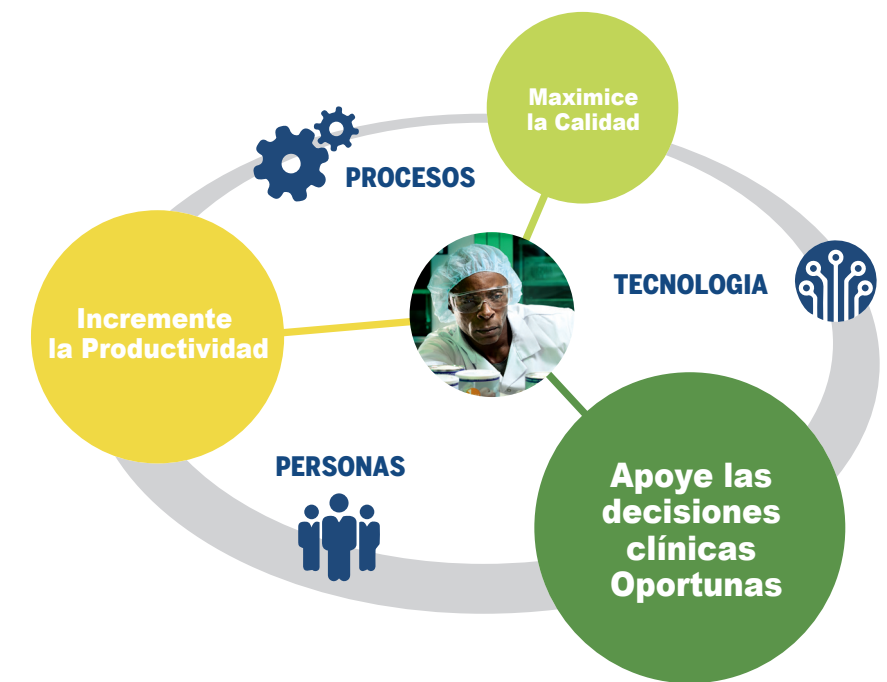 Maximice
la Calidad
PROCESOS
TECNOLOGIA
Incremente
la Productividad
PERSONAS
Apoye las
decisiones
clínicas
Oportunas